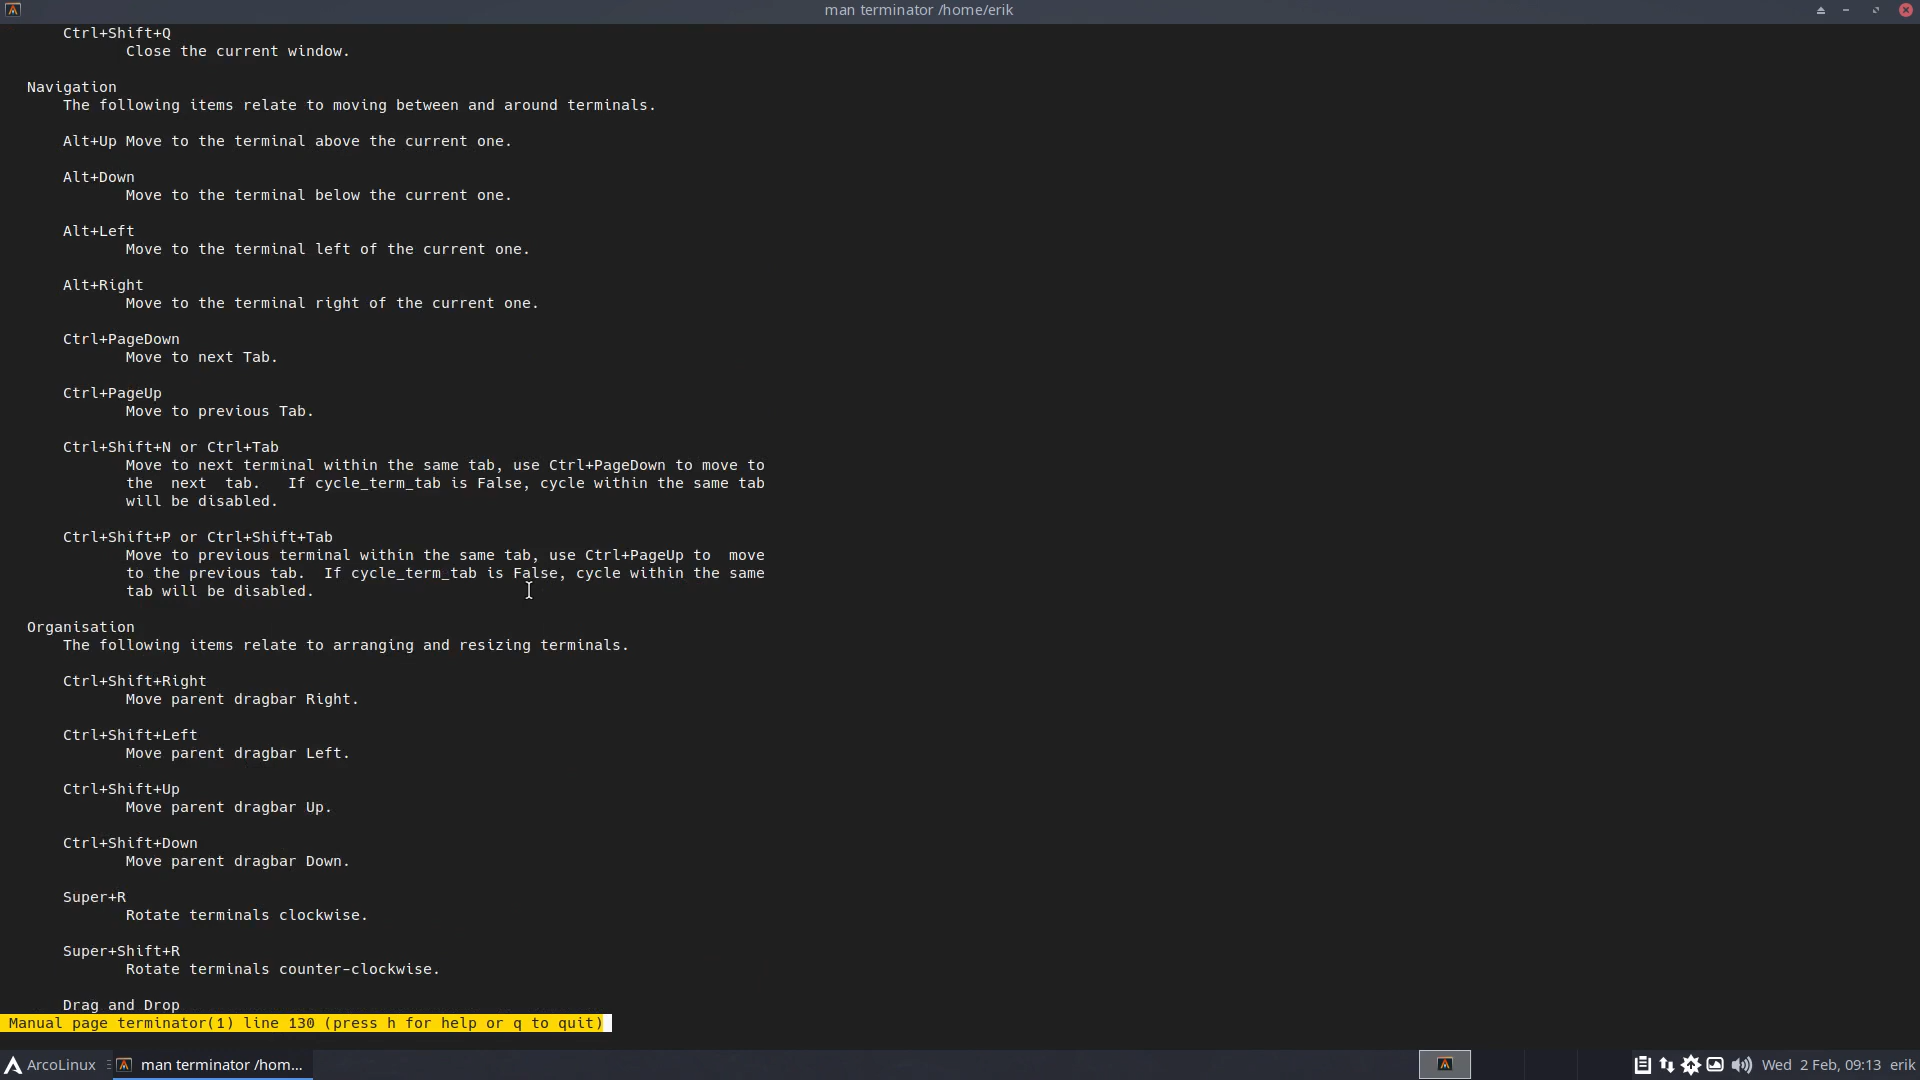 man terminator /home/erik
Ctrl+Shift+Q
Close the current window.
Navigation
The following items relate to moving between and around terminals.
Alt+Up Move to the terminal above the current one.
Alt+Down
Move to the terminal below the current one.
Alt+Left
Move to the terminal left of the current one.
Alt+Right
Move to the terminal right of the current one.
Ctrl+PageDown
Move to next Tab.
Ctrl+PageUp
Move to previous Tab.
Ctrl+Shift+N or Ctrl+Tab
Move to next terminal within the same tab, use Ctrl+PageDown to move to
the  next  tab.   If cycle_term_tab is False, cycle within the same tab
will be disabled.
Ctrl+Shift+P or Ctrl+Shift+Tab
Move to previous terminal within the same tab, use Ctrl+PageUp to  move
to the previous tab.  If cycle_term_tab is False, cycle within the same
tab will be disabled.
Organisation
The following items relate to arranging and resizing terminals.
Ctrl+Shift+Right
Move parent dragbar Right.
Ctrl+Shift+Left
Move parent dragbar Left.
Ctrl+Shift+Up
Move parent dragbar Up.
Ctrl+Shift+Down
Move parent dragbar Down.
Super+R
Rotate terminals clockwise.
Super+Shift+R
Rotate terminals counter-clockwise.
Drag and Drop
Manual page terminator(1) line 130 (press h for help or q to quit)
ArcoLinux man terminator /hom... Wed  2 Feb, 09:13 erik